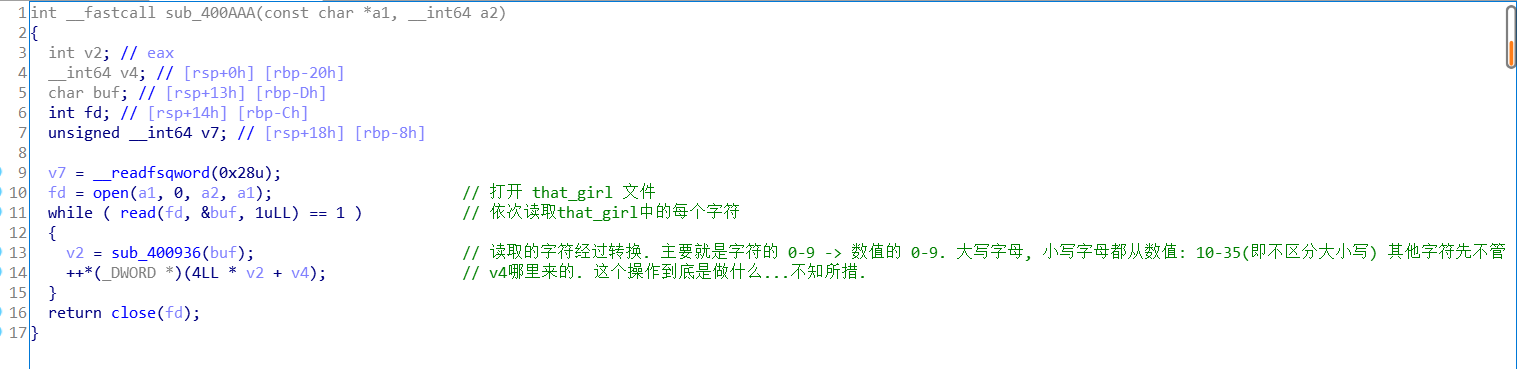 1 int __fastcall sub_400AAA(const char *a1, __int64 a2)
2 {
3   int v2; // eax
4   __int64 v4; // [rsp+0h] [rbp-20h]
5   char buf; // [rsp+13h] [rbp-Dh]
6   int fd; // [rsp+14h] [rbp-Ch]
7   unsigned __int64 v7; // [rsp+18h] [rbp-8h]
8
9   v7 = __readfsqword(0x28u);
10   fd = open(a1, 0, a2, a1); // 打开 that_girl 文件
11   while ( read(fd, &buf, 1uLL) == 1 ) // 依次读取that_girl中的每个字符
12   {
13     v2 = sub_400936(buf); // 读取的字符经过转换. 主要就是字符的 0-9 -> 数值的 0-9. 大写字母, 小写字母都从数值: 10-35(即不区分大小写) 其他字符先不管
14     ++*(_DWORD *)(4LL * v2 + v4); // v4哪里来的. 这个操作到底是做什么...不知所措.
15   }
16   return close(fd);
17 }